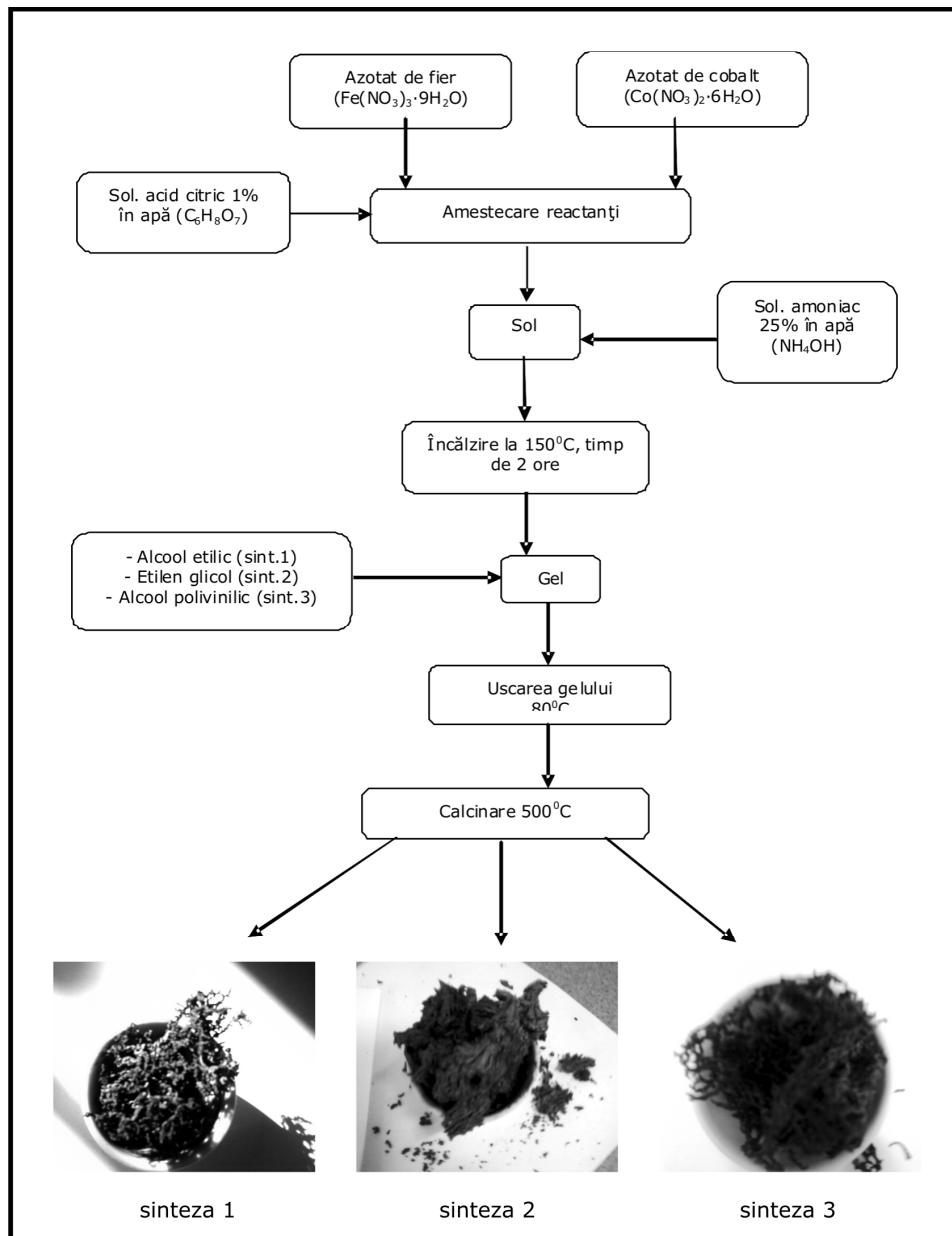 Azotat de fier
(Fe(NO₃)₃·9H₂O)
Azotat de cobalt
(Co(NO₃)₂·6H₂O)
Sol. acid citric 1%
în apă (C₆H₈O₇)
Amestecare reactanţi
Sol
Sol. amoniac
25% în apă
(NH₄OH)
Încălzire la 150⁰C, timp
de 2 ore
- Alcool etilic (sint.1)
- Etilen glicol (sint.2)
- Alcool polivinilic (sint.3)
Gel
Uscarea gelului
80⁰C
Calcinare 500⁰C
sinteza 1
sinteza 2
sinteza 3